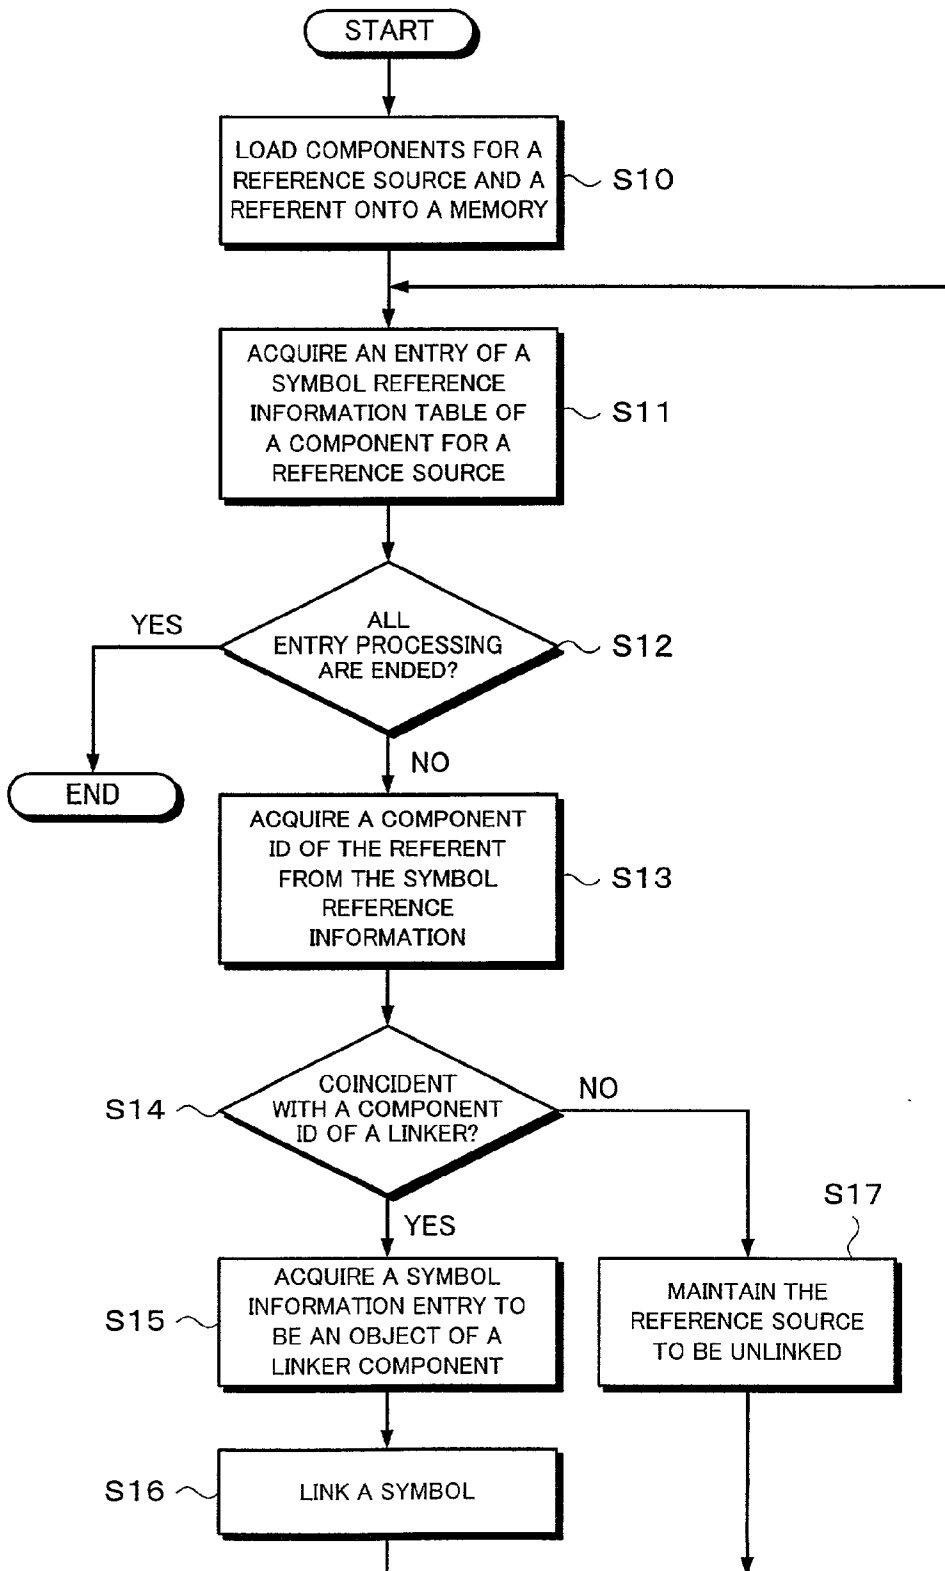 START
LOAD COMPONENTS FOR A
REFERENCE SOURCE AND A
REFERENT ONTO A MEMORY
S10
ACQUIRE AN ENTRY OF A
SYMBOL REFERENCE
INFORMATION TABLE OF
A COMPONENT FOR A
REFERENCE SOURCE
S11
ALL
ENTRY PROCESSING
ARE ENDED?
S12
YES
END
NO
ACQUIRE A COMPONENT
ID OF THE REFERENT
FROM THE SYMBOL
REFERENCE
INFORMATION
S13
COINCIDENT
WITH A COMPONENT
ID OF A LINKER?
S14
NO
YES
S17
ACQUIRE A SYMBOL
INFORMATION ENTRY TO
BE AN OBJECT OF A
LINKER COMPONENT
S15
MAINTAIN THE
REFERENCE SOURCE
TO BE UNLINKED
LINK A SYMBOL
S16